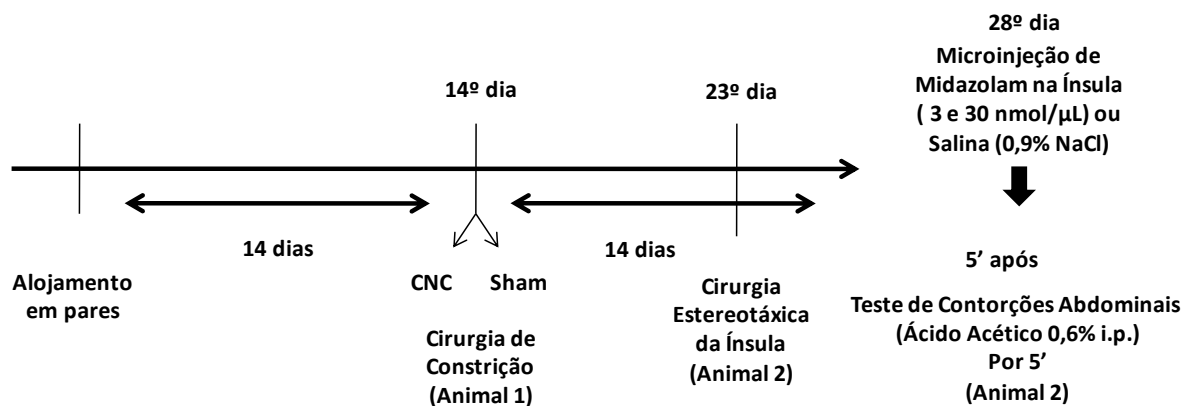 28º dia
Microinjeção de
Midazolam na Ínsula
( 3 e 30 nmol/µL) ou
Salina (0,9% NaCl)
14º dia
23º dia
14 dias
14 dias
5’ após
Alojamento
em pares
CNC
Sham
Cirurgia de
Constrição
(Animal 1)
Cirurgia
Estereotáxica
da Ínsula
(Animal 2)
Teste de Contorções Abdominais
(Ácido Acético 0,6% i.p.)
Por 5’
(Animal 2)